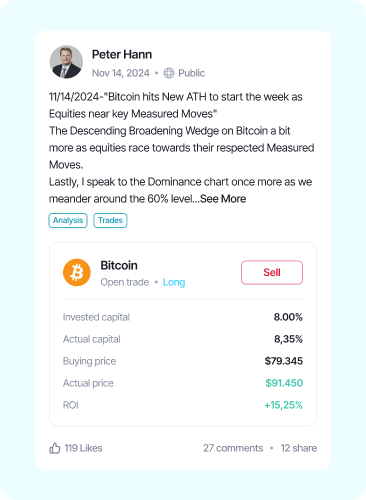 Peter Hann
Nov 14, 2024 • Public
11/14/2024-"Bitcoin hits New ATH to start the week as
Equities near key Measured Moves"
The Descending Broadening Wedge on Bitcoin a bit
more as equities race towards their respected Measured
Moves.
Lastly, I speak to the Dominance chart once more as we
meander around the 60% level...See More
Analysis Trades
Bitcoin
Open trade • Long
Sell
Invested capital 8.00%
Actual capital 8,35%
Buying price $79.345
Actual price $91.450
ROI +15,25%
119 Likes 27 comments • 12 share